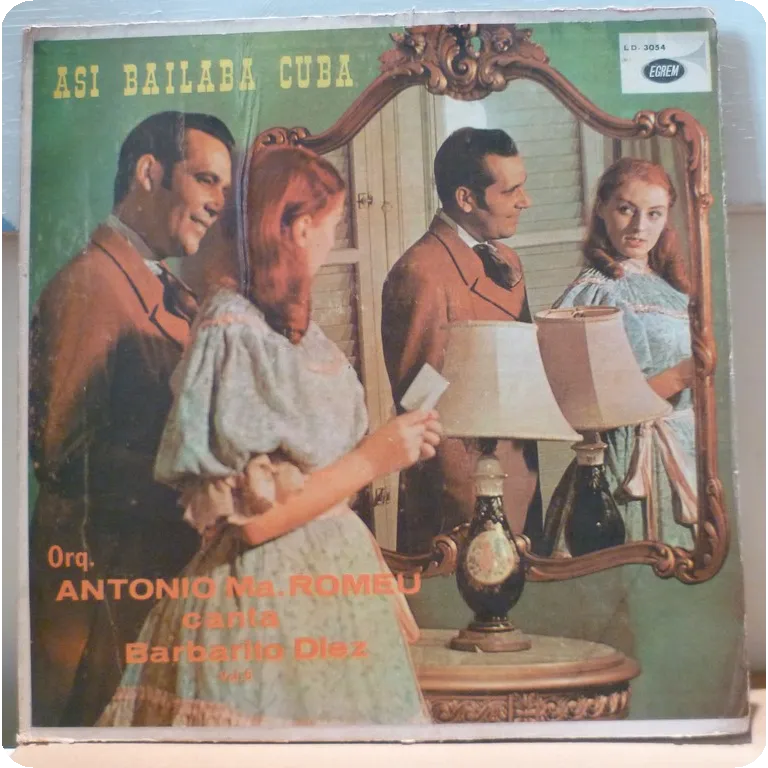 ASI BAILABA CUBA
LD-3054
EGREM
Orq.
ANTONIO Ma. ROMEU
canta
Barbarito Diez